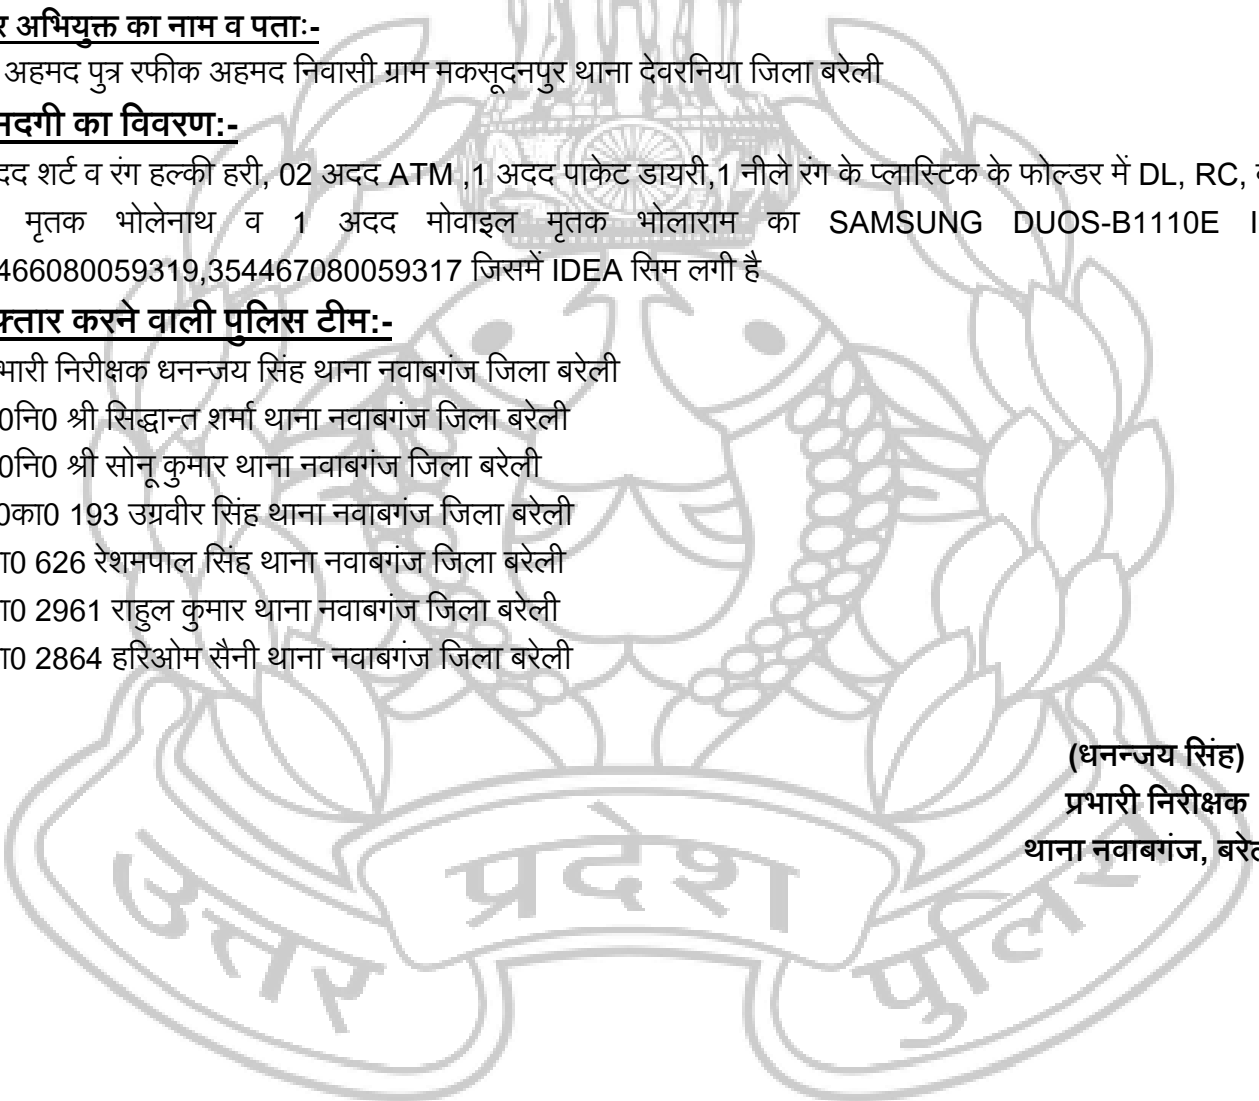 अभियुक्त का नाम व पताः-
अहमद पुत्र रफीक अहमद निवासी ग्राम मकसूदनपुर थाना देवरनिया जिला बरेली
का विवरण:-
शर्ट व रंग हल्की हरी, 02 अदद ATM ,1 अदद पाकेट डायरी,1 नीले रंग के प्लास्टिक के फोल्डर में DL, RC,
मृतक भोलेनाथ व 1 अदद मोवाइल मृतक भोलाराम का SAMSUNG DUOS-B1110E
466080059319,354467080059317 जिसमें IDEA सिम लगी है
करने वाली पुलिस टीम:-
निरीक्षक धनन्जय सिंह थाना नवाबगंज जिला बरेली
0नि0 श्री सिद्धान्त शर्मा थाना नवाबगंज जिला बरेली
0नि0 श्री सोनू कुमार थाना नवाबगंज जिला बरेली
0का0 193 उग्रवीर सिंह थाना नवाबगंज जिला बरेली
0 626 रेशमपाल सिंह थाना नवाबगंज जिला बरेली
0 2961 राहुल कुमार थाना नवाबगंज जिला बरेली
0 2864 हरिओम सैनी थाना नवाबगंज जिला बरेली
(धनन्जय सिंह)
प्रभारी निरीक्षक
थाना नवाबगंज,
उत्तर प्रदेश पुलिस